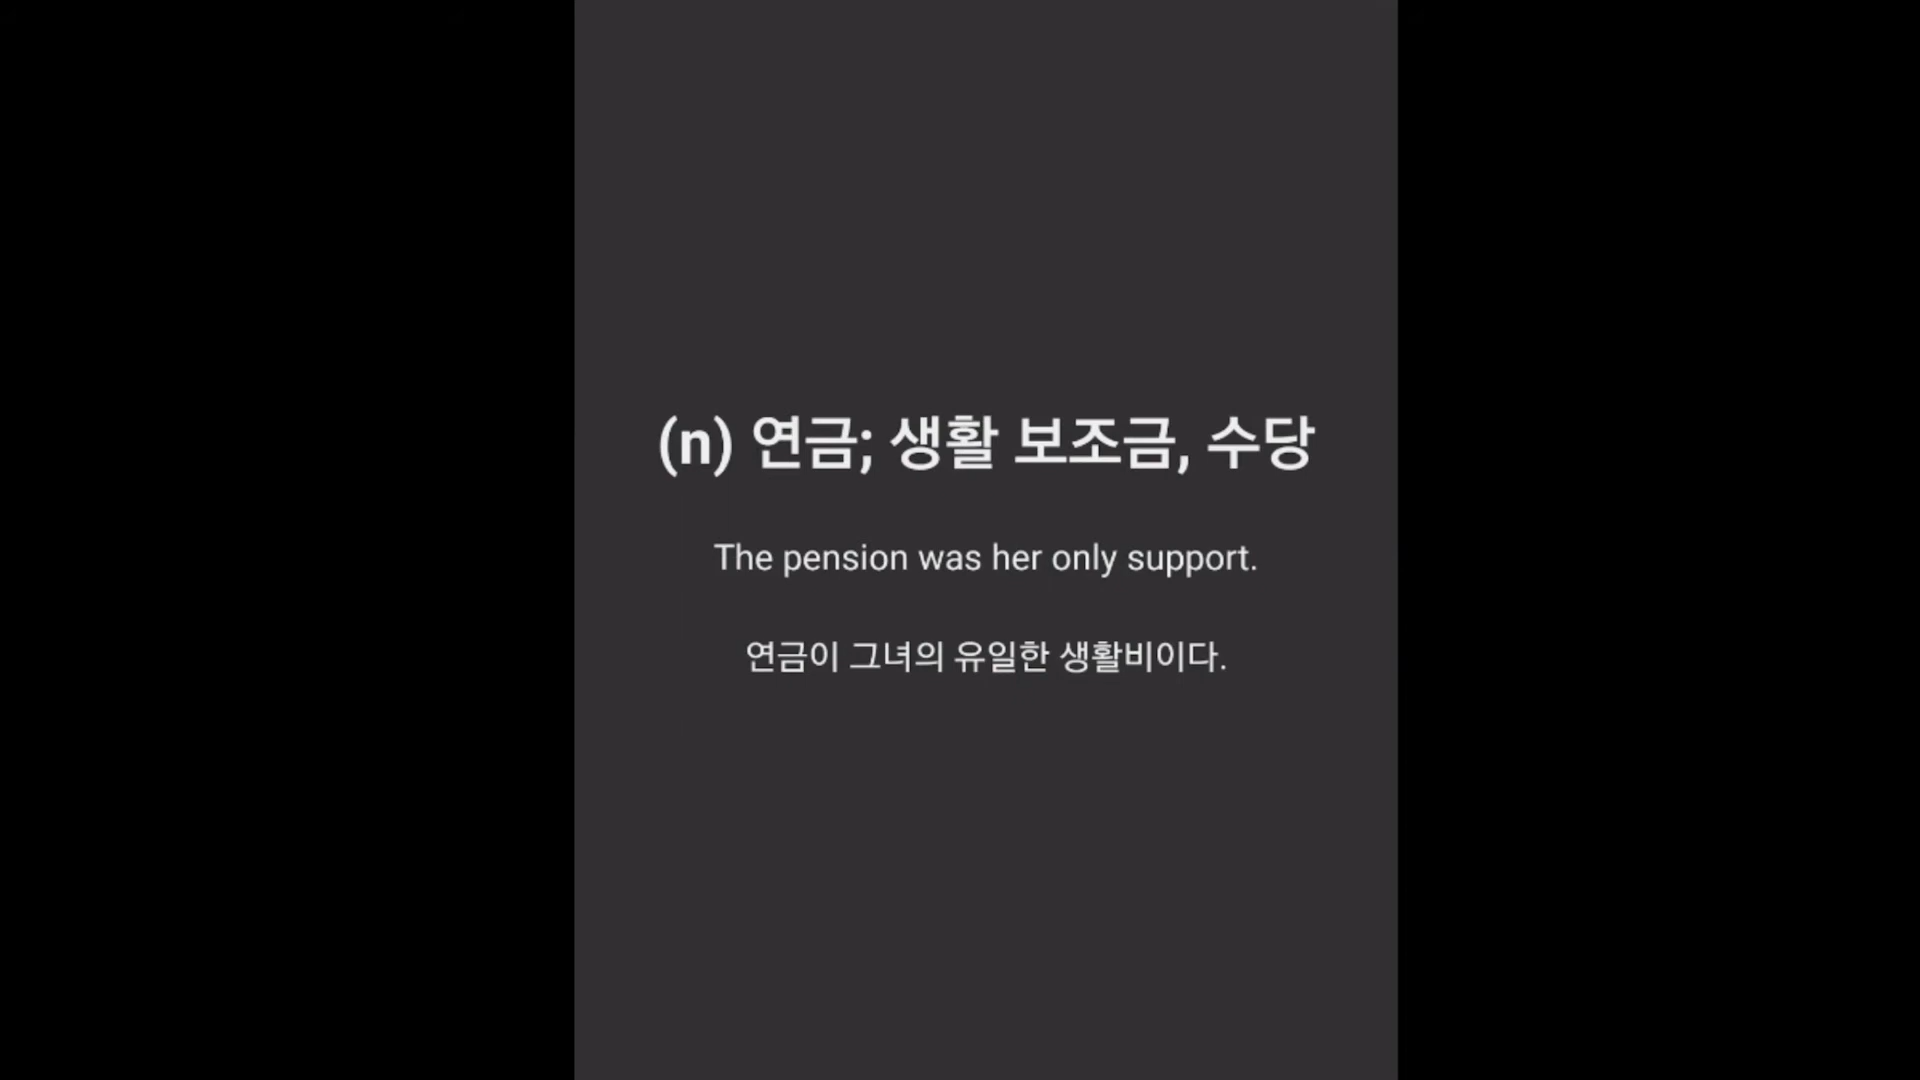 (n) 연금; 생활 보조금, 수당
The pension was her only support.
연금이 그녀의 유일한 생활비이다.